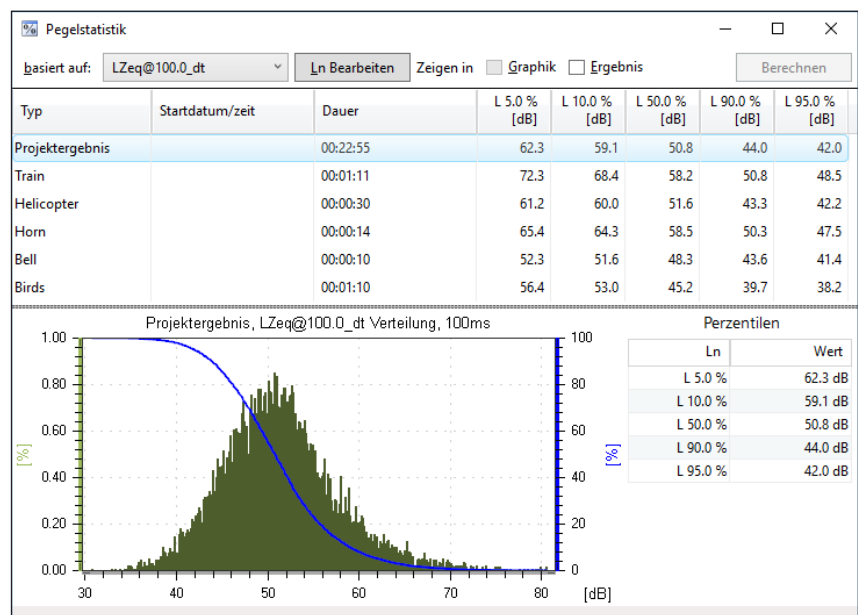 Pegelstatistik
basiert auf: LZeq@100.0_dt Ln Bearbeiten Zeigen in Graphik Ergebnis Berechnen
Typ Startdatum/zeit Dauer L 5.0 % [dB] L 10.0 % [dB] L 50.0 % [dB] L 90.0 % [dB] L 95.0 % [dB]
Projektergebnis 00:22:55 62.3 59.1 50.8 44.0 42.0
Train 00:01:11 72.3 68.4 58.2 50.8 48.5
Helicopter 00:00:30 61.2 60.0 51.6 43.3 42.2
Horn 00:00:14 65.4 64.3 58.5 50.3 47.5
Bell 00:00:10 52.3 51.6 48.3 43.6 41.4
Birds 00:01:10 56.4 53.0 45.2 39.7 38.2
Projektergebnis, LZeq@100.0_dt Verteilung, 100ms
1.00 100
0.80 80
0.60 60
0.40 40
0.20 20
0.00 0
[%] [%]
30 40 50 60 70 80 [dB]
Perzentilen
Ln Wert
L 5.0 % 62.3 dB
L 10.0 % 59.1 dB
L 50.0 % 50.8 dB
L 90.0 % 44.0 dB
L 95.0 % 42.0 dB